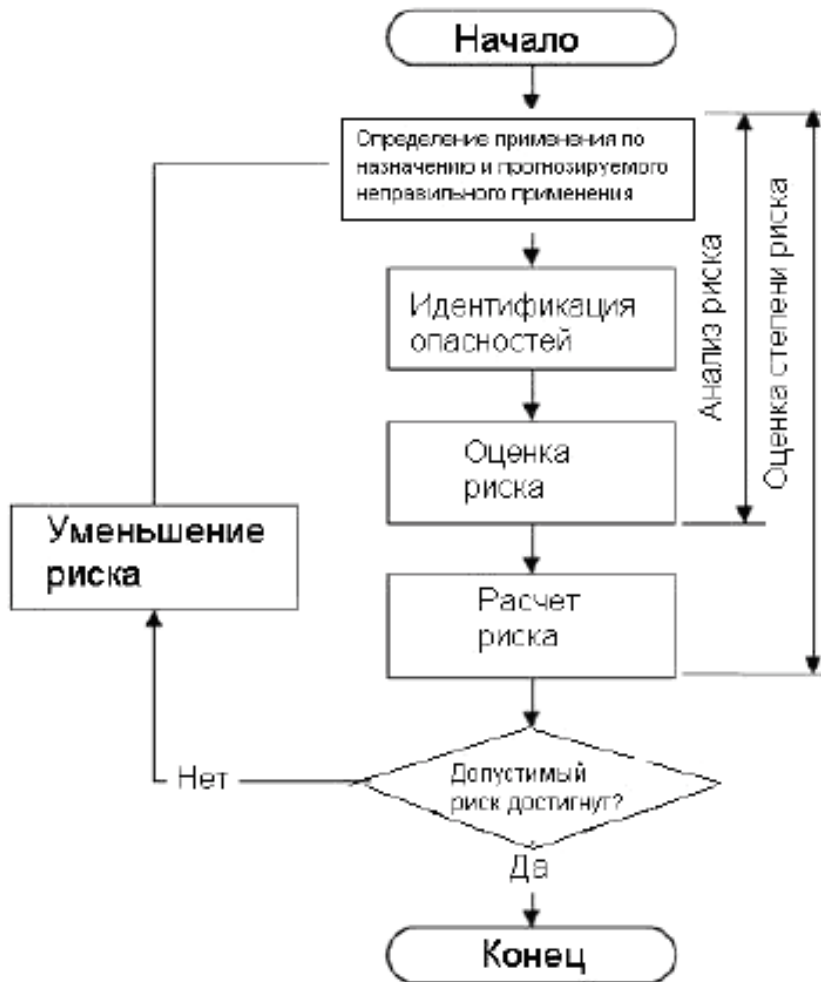 Начало
Определение применения по
назначению и прогнозируемого
неправильного применения
Идентификация
опасностей
Оценка
риска
Анализ риска
Оценка степени риска
Уменьшение
риска
Расчет
риска
Нет
Допустимый
риск достигнут?
Да
Конец